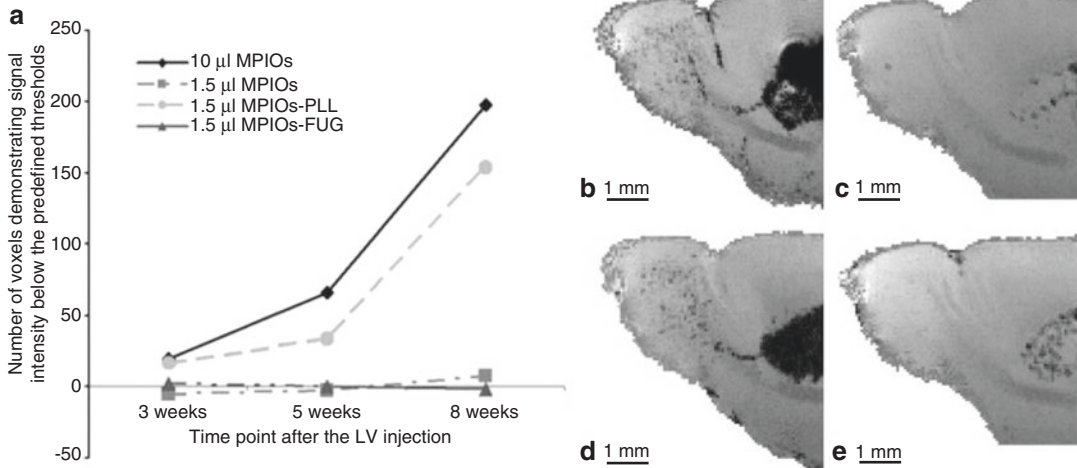 a
Number of voxels demonstrating signal
intensity below the predefined thresholds
250
200
150
100
50
0
-50
10 µl MPIOs
1.5 µl MPIOs
1.5 µl MPIOs-PLL
1.5 µl MPIOs-FUG
3 weeks
5 weeks
8 weeks
Time point after the LV injection
b 1 mm
c 1 mm
d 1 mm
e 1 mm